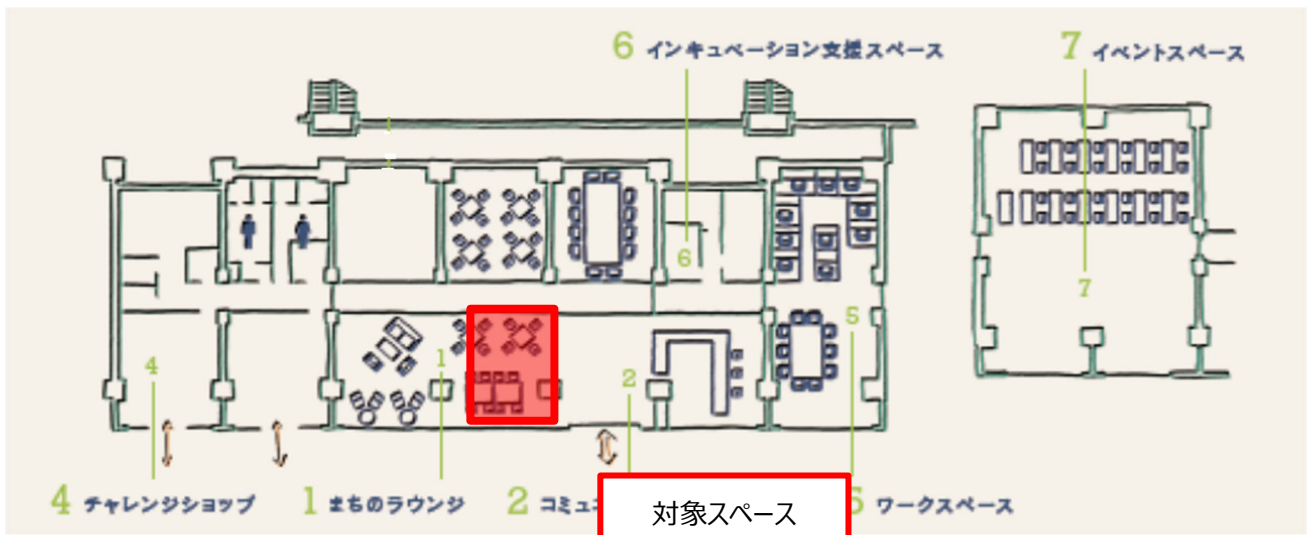 6 インキュベーション支援スペース
7 イベントスペース
6
7
5
1
4
2
4 チャレンジショップ
1 まちのラウンジ
2 コミュ
対象スペース
5 ワークスペース